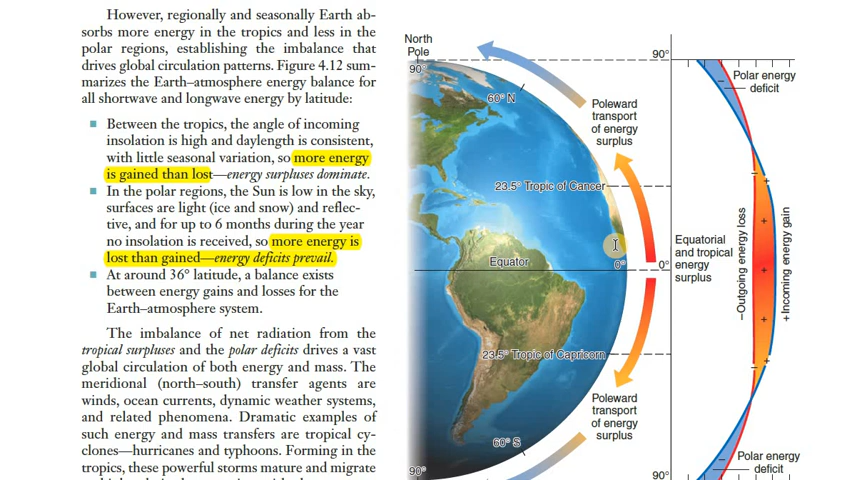 However, regionally and seasonally Earth ab-
sorbs more energy in the tropics and less in the
polar regions, establishing the imbalance that
drives global circulation patterns. Figure 4.12 sum-
marizes the Earth–atmosphere energy balance for
all shortwave and longwave energy by latitude:
Between the tropics, the angle of incoming
insolation is high and daylength is consistent,
with little seasonal variation, so more energy
is gained than lost—energy surpluses dominate.
In the polar regions, the Sun is low in the sky,
surfaces are light (ice and snow) and reflec-
tive, and for up to 6 months during the year
no insolation is received, so more energy is
lost than gained—energy deficits prevail.
At around 36° latitude, a balance exists
between energy gains and losses for the
Earth–atmosphere system.
The imbalance of net radiation from the
tropical surpluses and the polar deficits drives a vast
global circulation of both energy and mass. The
meridional (north–south) transfer agents are
winds, ocean currents, dynamic weather systems,
and related phenomena. Dramatic examples of
such energy and mass transfers are tropical cy-
clones—hurricanes and typhoons. Forming in the
tropics, these powerful storms mature and migrate
North
Pole
90°
60° N
Poleward
transport
of energy
surplus
23.5° Tropic of Cancer
Equator
0°
23.5° Tropic of Capricorn
Poleward
transport
of energy
surplus
60° S
90°
90°
Polar energy
deficit
−
−
+
+
0°
Equatorial
and tropical
energy
surplus
−Outgoing energy loss
+
+Incoming energy gain
+
+
−
−
Polar energy
deficit
90°